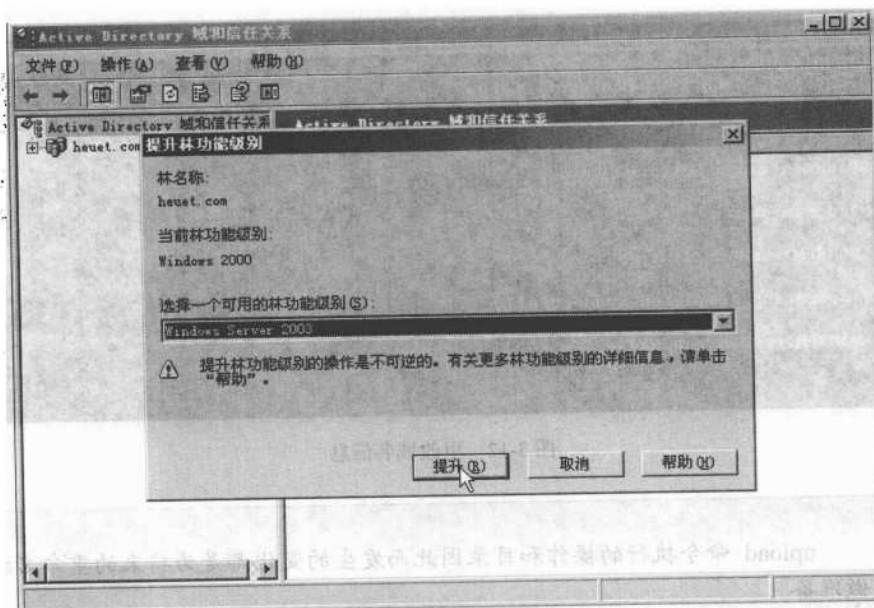 Active Directory 域和信任关系
文件(F) 操作(A) 查看(V) 帮助(H)
Active Directory 域和信任关系
Active Directory 域和信任关系
heuet.com
提升林功能级别
林名称:
heuet.com
当前林功能级别:
Windows 2000
选择一个可用的林功能级别(S):
Windows Server 2003
提升林功能级别的操作是不可逆的。有关更多林功能级别的详细信息，请单击
“帮助”。
提升(R) 取消 帮助(H)